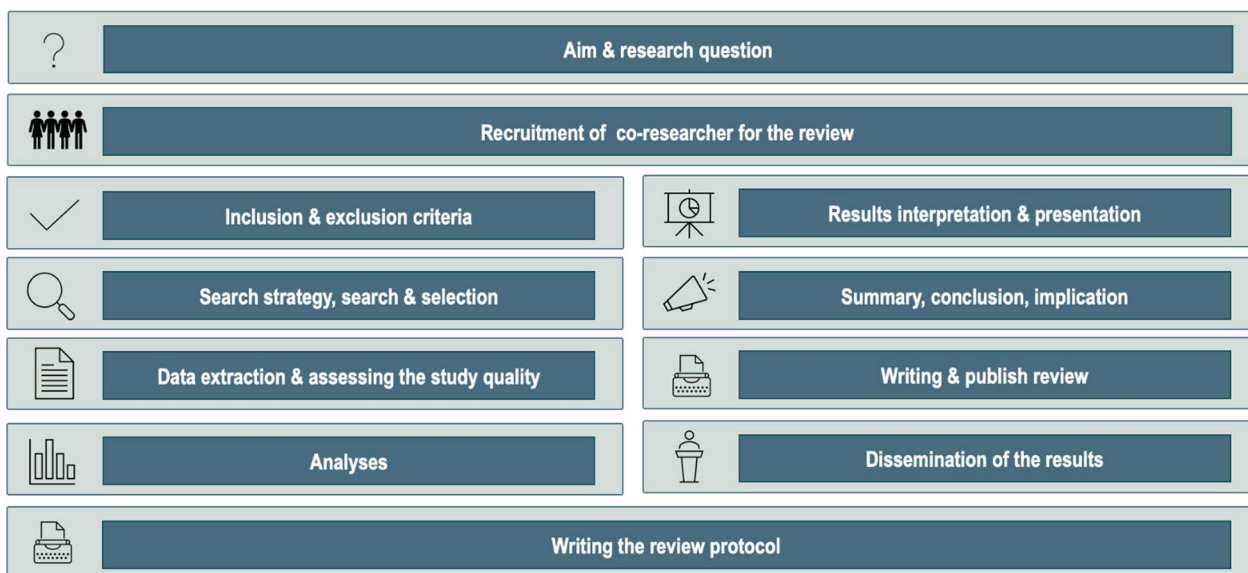 Aim & research question
Recruitment of co-researcher for the review
Inclusion & exclusion criteria
Search strategy, search & selection
Data extraction & assessing the study quality
Analyses
Results interpretation & presentation
Summary, conclusion, implication
Writing & publish review
Dissemination of the results
Writing the review protocol